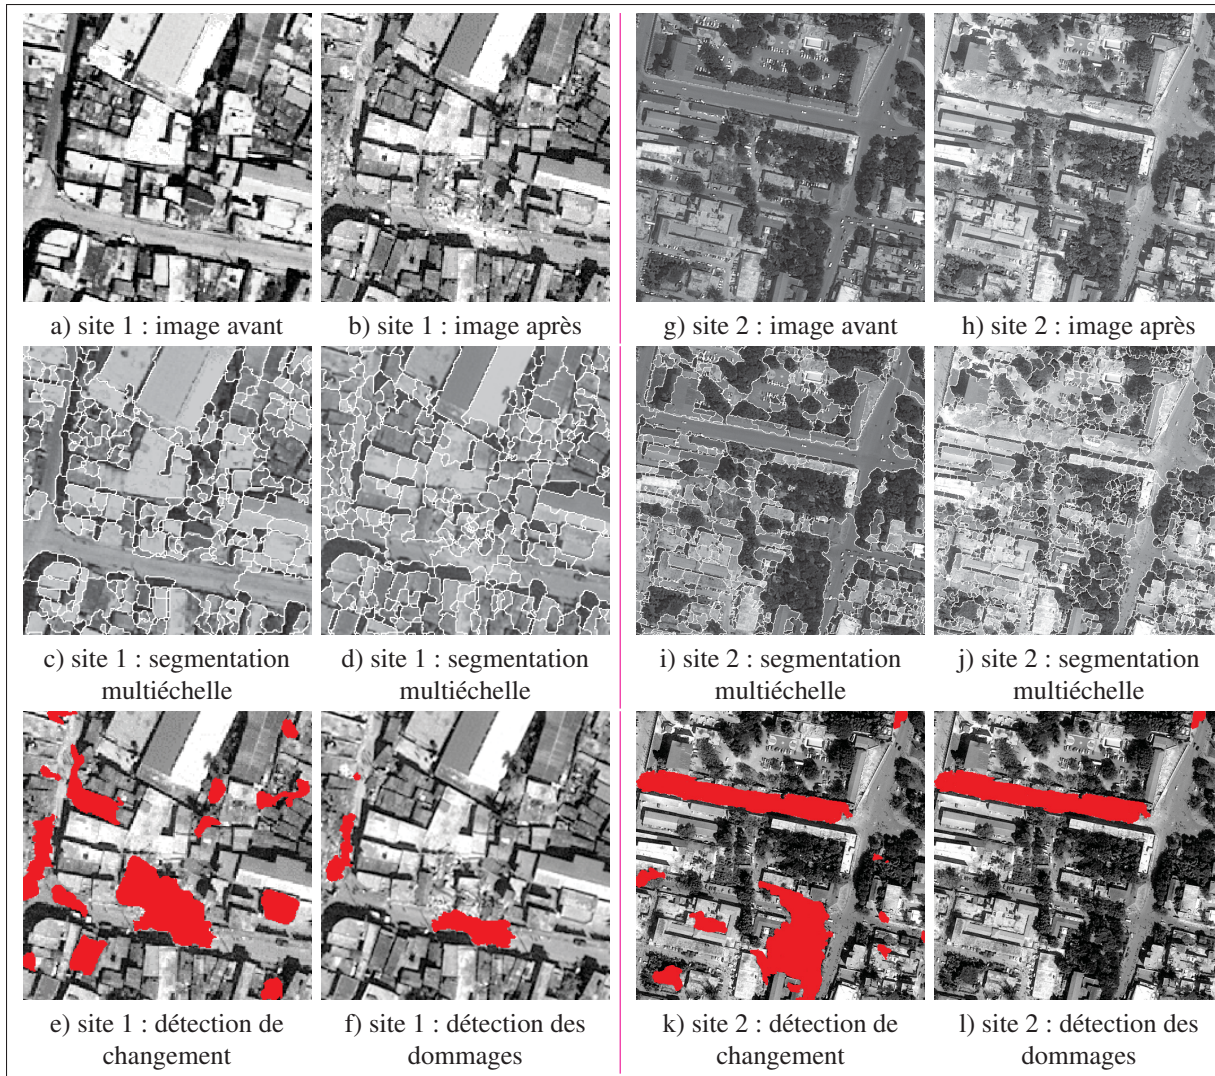 a) site 1 : image avant
b) site 1 : image après
g) site 2 : image avant
h) site 2 : image après
c) site 1 : segmentation
multiéchelle
d) site 1 : segmentation
multiéchelle
i) site 2 : segmentation
multiéchelle
j) site 2 : segmentation
multiéchelle
e) site 1 : détection de
changement
f) site 1 : détection des
dommages
k) site 2 : détection de
changement
l) site 2 : détection des
dommages